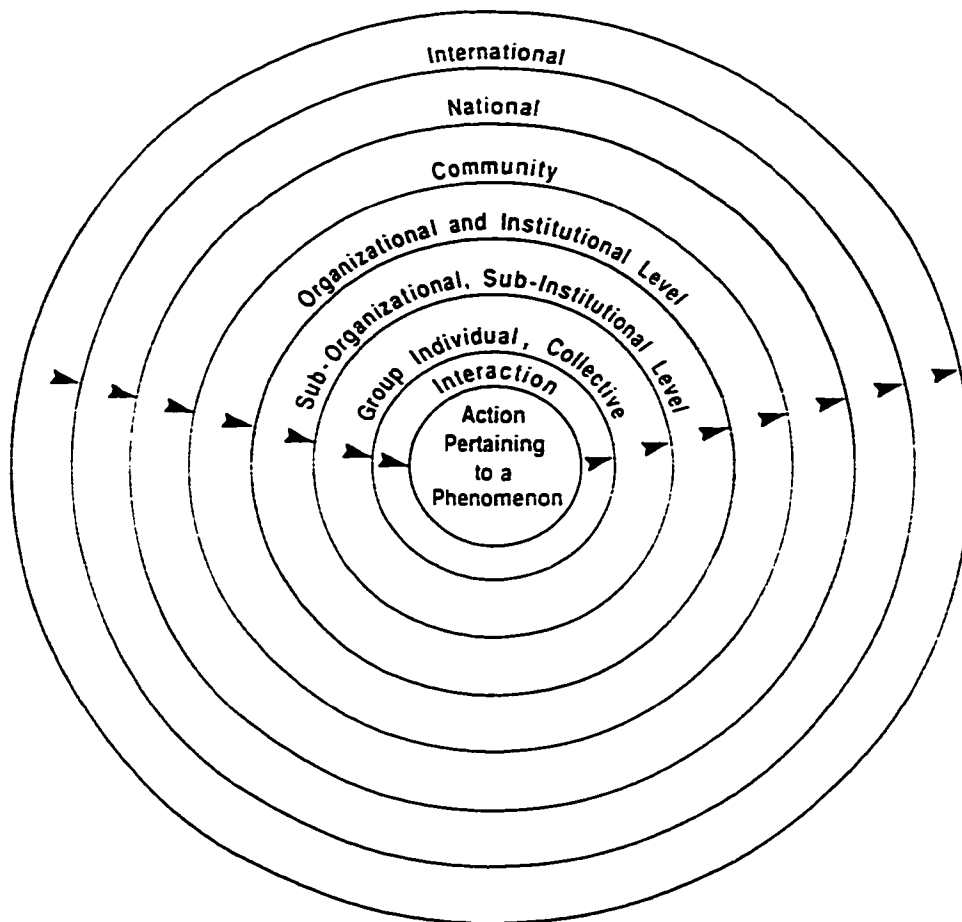 International
National
Community
Organizational and Institutional Level
Sub-Organizational, Sub-Institutional Level
Group Individual, Collective
Interaction
Action
Pertaining
to a
Phenomenon